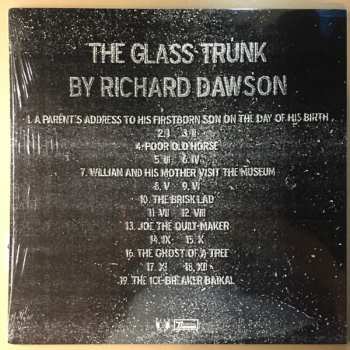 THE GLASS TRUNK
BY RICHARD DAWSON
1. A PARENT'S ADDRESS TO HIS FIRSTBORN SON ON THE DAY OF HIS BIRTH
2. I 3. II
4. POOR OLD HORSE
5. III 6. IV
7. WILLIAN AND HIS MOTHER VISIT THE MUSEUM
8. V 9. VI
10. THE BRISK LAD
11. VII 12. VIII
13. JOE THE QUILT-MAKER
14. IX 15. X
16. THE GHOST OF A TREE
17. XI 18. XII
19. THE ICE-BREAKER BAIKAL